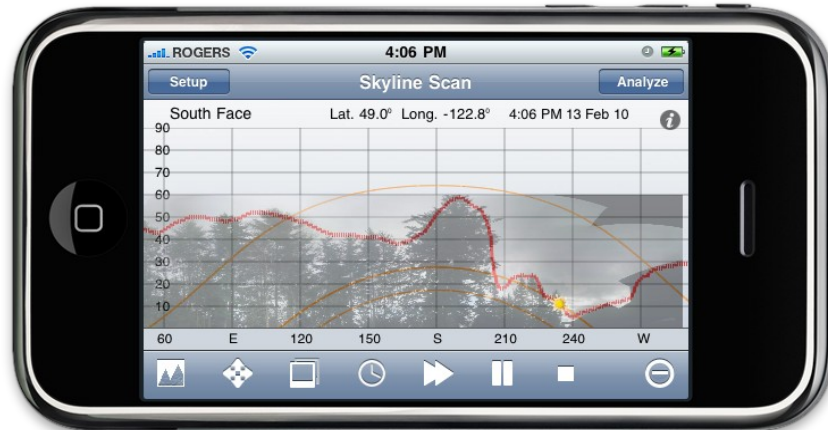 ROGERS 4:06 PM
Setup Skyline Scan Analyze
South Face Lat. 49.0° Long. -122.8° 4:06 PM 13 Feb 10 i
90
80
70
60
50
40
30
20
10
60 E 120 150 S 210 240 W